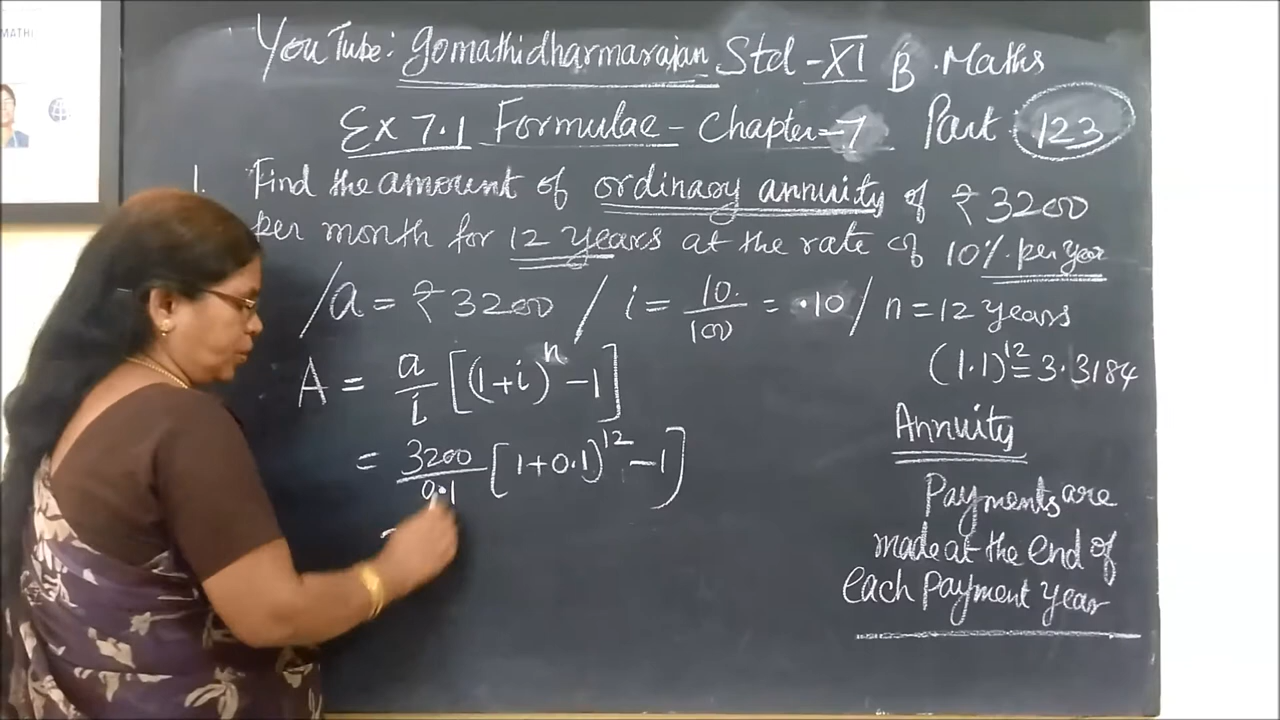 MATHI
YouTube: gomathidharmarajan Std-XI B.Maths
Ex 7.1 Formulae - Chapter-7 Part 123
1. Find the amount of ordinaoy annuity of ₹3200
per month for 12 years at the rate of 10% per year
/a = ₹3200 / i = 10/100 = .10 / n = 12 years
(1.1)^12 = 3.3184
A = a/i [(1+i)^n - 1]
= 3200/0.1 [1+0.1)^12 - 1]
=
Annuity
Payments are
made at the end of
each payment year